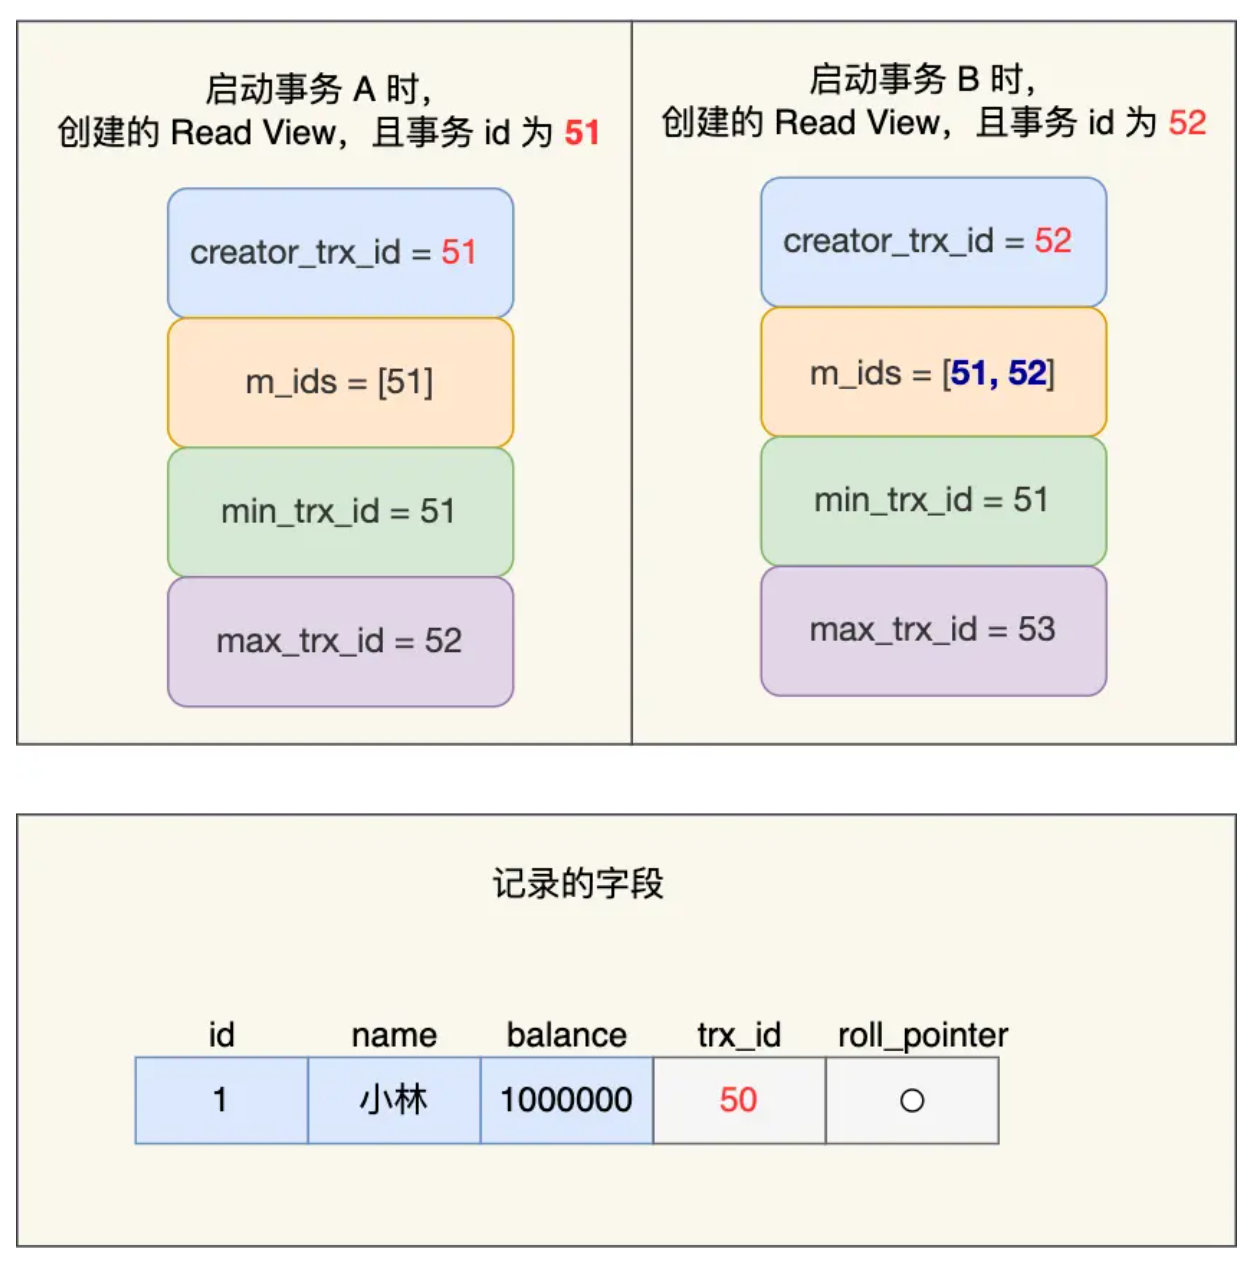 启动事务 A 时，
创建的 Read View，且事务 id 为 51
creator_trx_id = 51
m_ids = [51]
min_trx_id = 51
max_trx_id = 52
启动事务 B 时，
创建的 Read View，且事务 id 为 52
creator_trx_id = 52
m_ids = [51, 52]
min_trx_id = 51
max_trx_id = 53
记录的字段
id name balance trx_id roll_pointer
1 小林 1000000 50